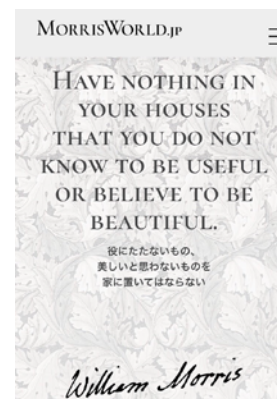 MorrisWorld.jp
Have nothing in
your houses
that you do not
know to be useful
or believe to be
beautiful.
役にたたないもの、
美しいと思わないものを
家に置いてはならない
William Morris